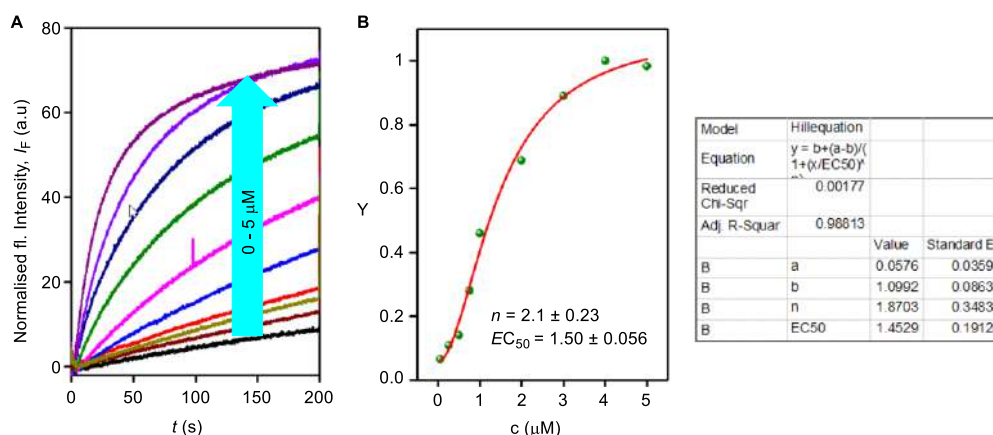 A
B
Normalised fl. Intensity, I_F (a.u)
80
60
40
20
0
0 - 5 μM
0
50
100
150
200
t (s)
Y
1
0.8
0.6
0.4
0.2
0.0
n = 2.1 ± 0.23
EC50 = 1.50 ± 0.056
0
1
2
3
4
5
c (μM)
Model Hillequation
Equation y = b+(a-b)/(
1+(x/EC50)^
Reduced Chi-Sqr 0.00177
Adj. R-Squar 0.98813
Value Standard E
B a 0.0576 0.0359
B b 1.0992 0.0863
B n 1.8703 0.3483
B EC50 1.4529 0.1912